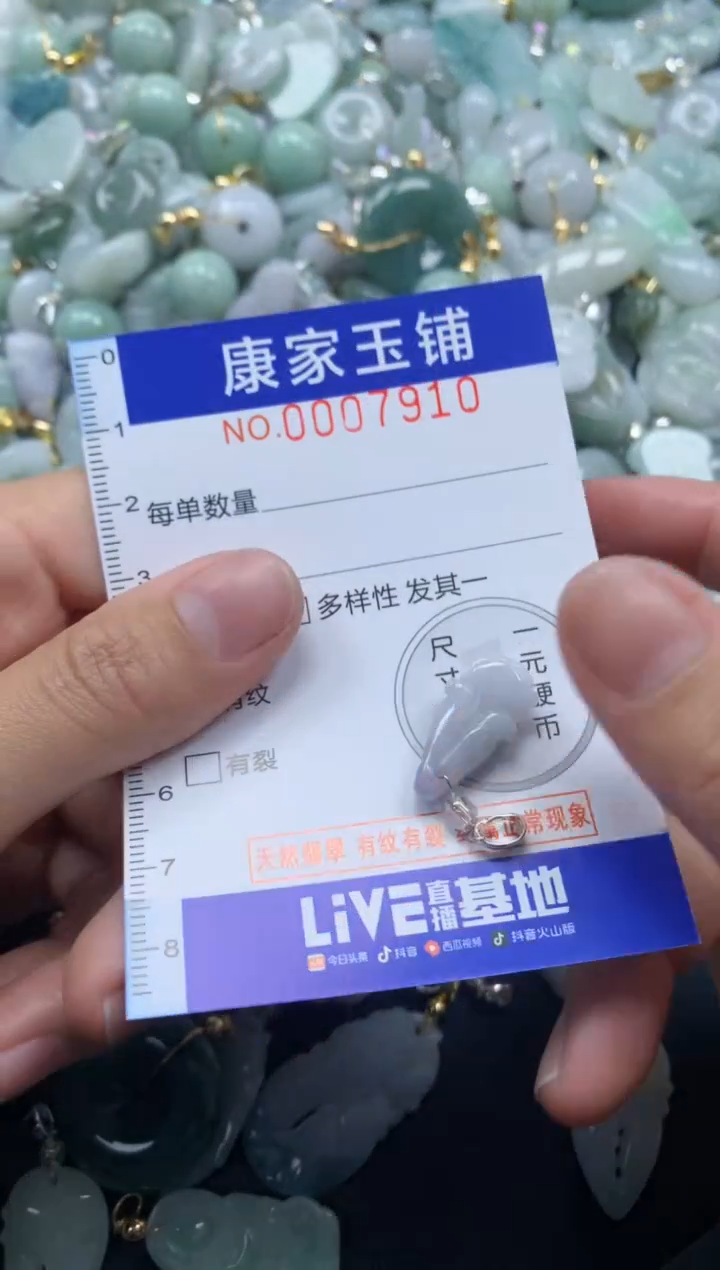 康家玉铺
NO.0007910
每单数量
多样性 发其一
尺寸
一元硬币
有纹
有裂
天然翡翠 有纹有裂 常现象
LiVE直播基地
今日头条 抖音 西瓜视频 抖音火山版
0
1
2
3
6
7
8